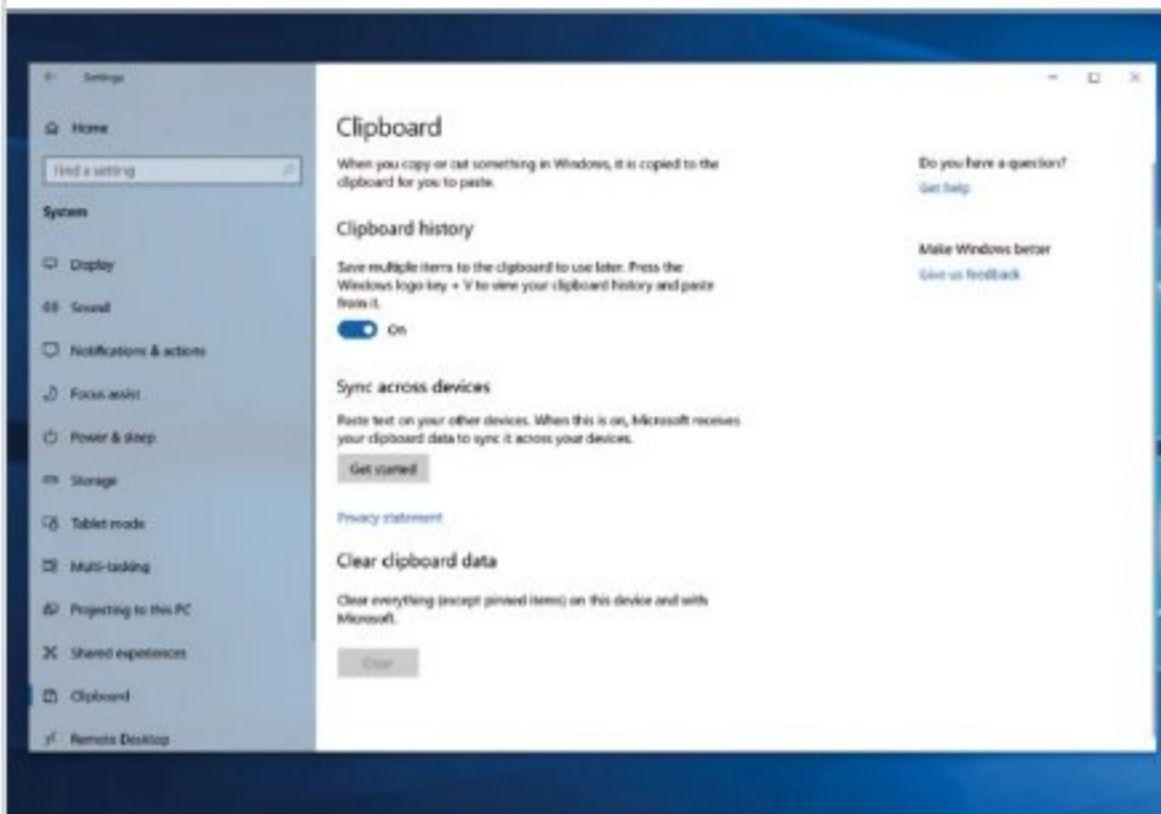 Settings
Home
Find a setting
System
Display
Sound
Notifications & actions
Focus assist
Power & sleep
Storage
Tablet mode
Multi-tasking
Projecting to this PC
Shared experiences
Clipboard
Remote Desktop
Clipboard
When you copy or cut something in Windows, it is copied to the
clipboard for you to paste.
Clipboard history
Save multiple items to the clipboard to use later. Press the
Windows logo key + V to view your clipboard history and paste
from it.
On
Sync across devices
Paste text on your other devices. When this is on, Microsoft receives
your clipboard data to sync it across your devices.
Get started
Privacy statement
Clear clipboard data
Clear everything (except pinned items) on this device and with
Microsoft.
Clear
Do you have a question?
Get help
Make Windows better
Give us feedback